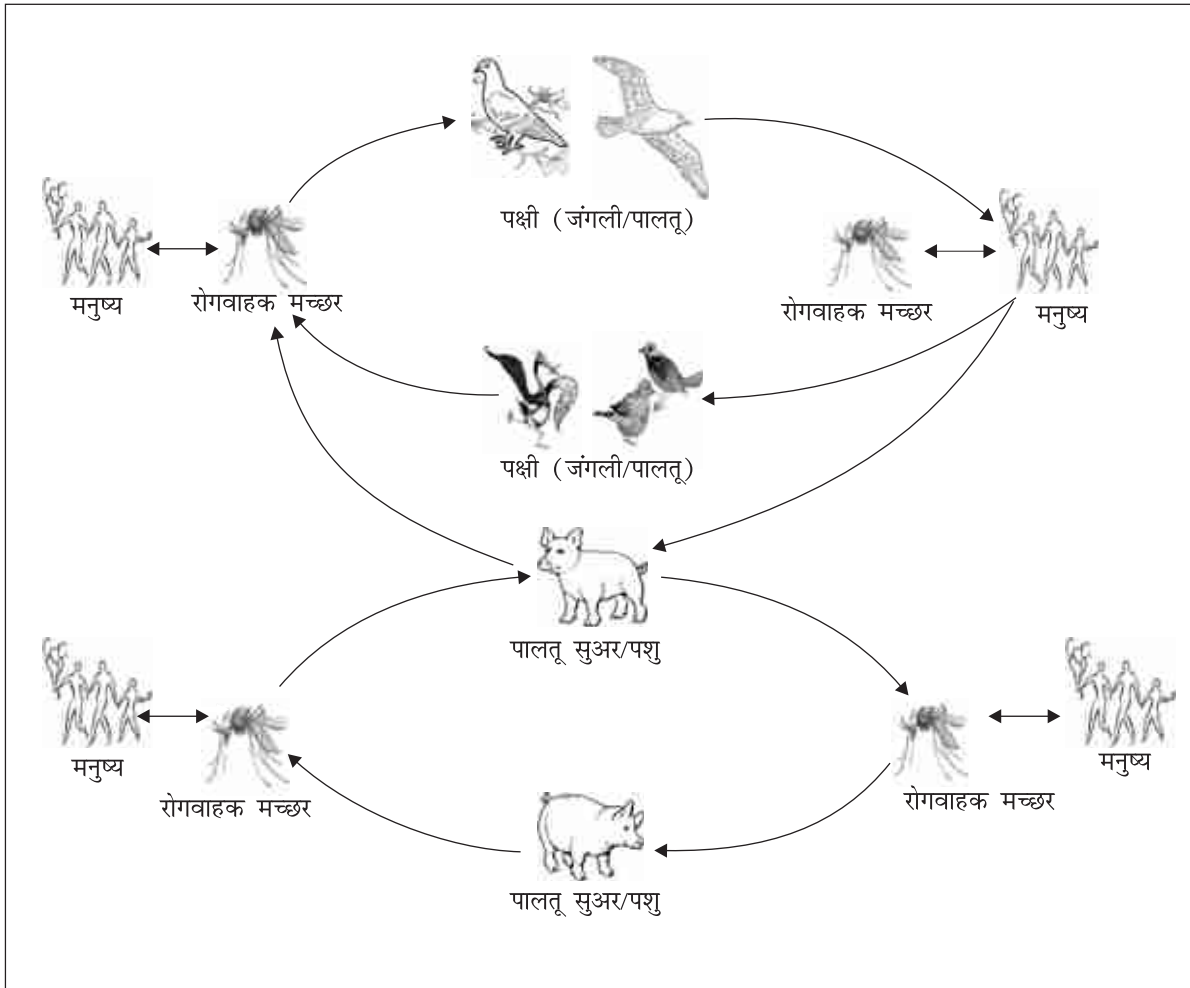 पक्षी (जंगली/पालतू)
मनुष्य
रोगवाहक मच्छर
रोगवाहक मच्छर
मनुष्य
पक्षी (जंगली/पालतू)
पालतू सुअर/पशु
मनुष्य
रोगवाहक मच्छर
रोगवाहक मच्छर
मनुष्य
पालतू सुअर/पशु